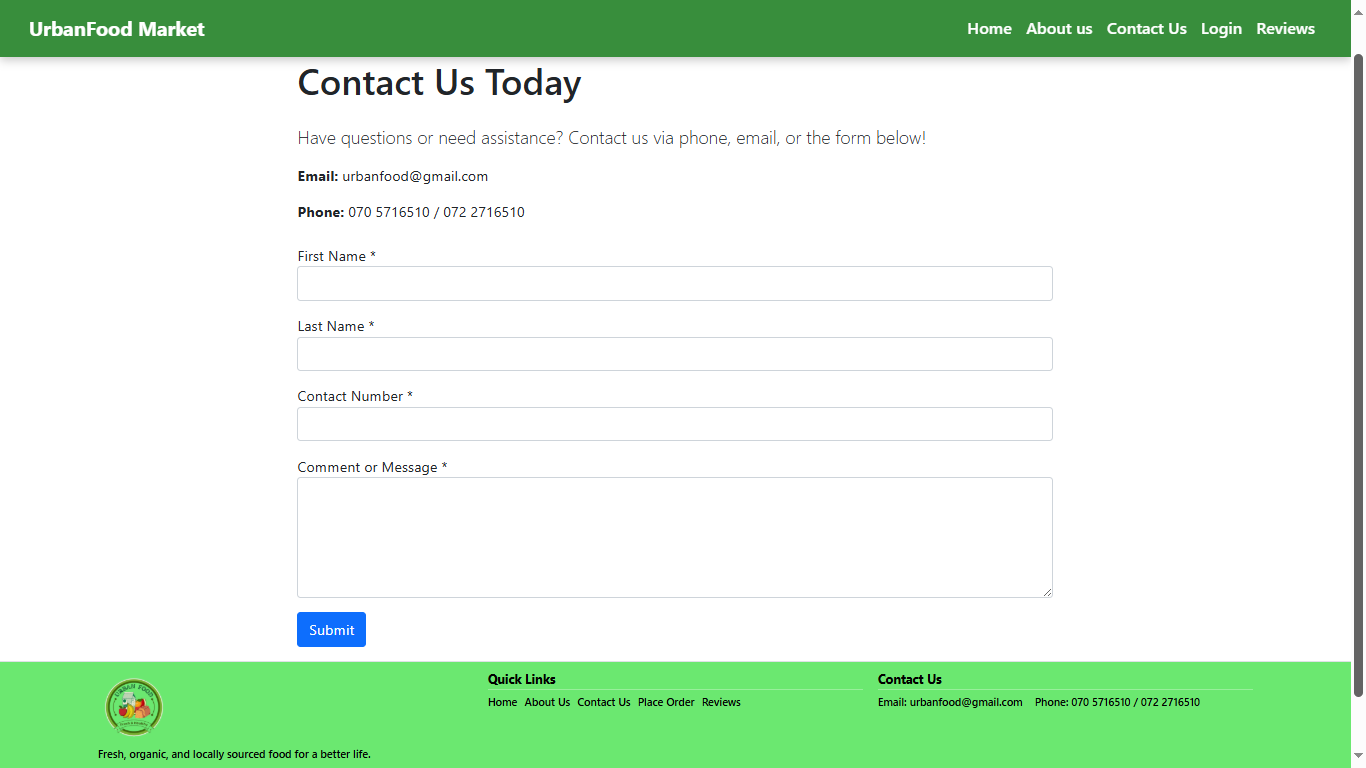 UrbanFood Market
Home About us Contact Us Login Reviews
Contact Us Today
Have questions or need assistance? Contact us via phone, email, or the form below!
Email: urbanfood@gmail.com
Phone: 070 5716510 / 072 2716510
First Name *
Last Name *
Contact Number *
Comment or Message *
Submit
URBAN FOOD
Fresh, organic, and locally sourced food for a better life.
Quick Links
Home About Us Contact Us Place Order Reviews
Contact Us
Email: urbanfood@gmail.com Phone: 070 5716510 / 072 2716510